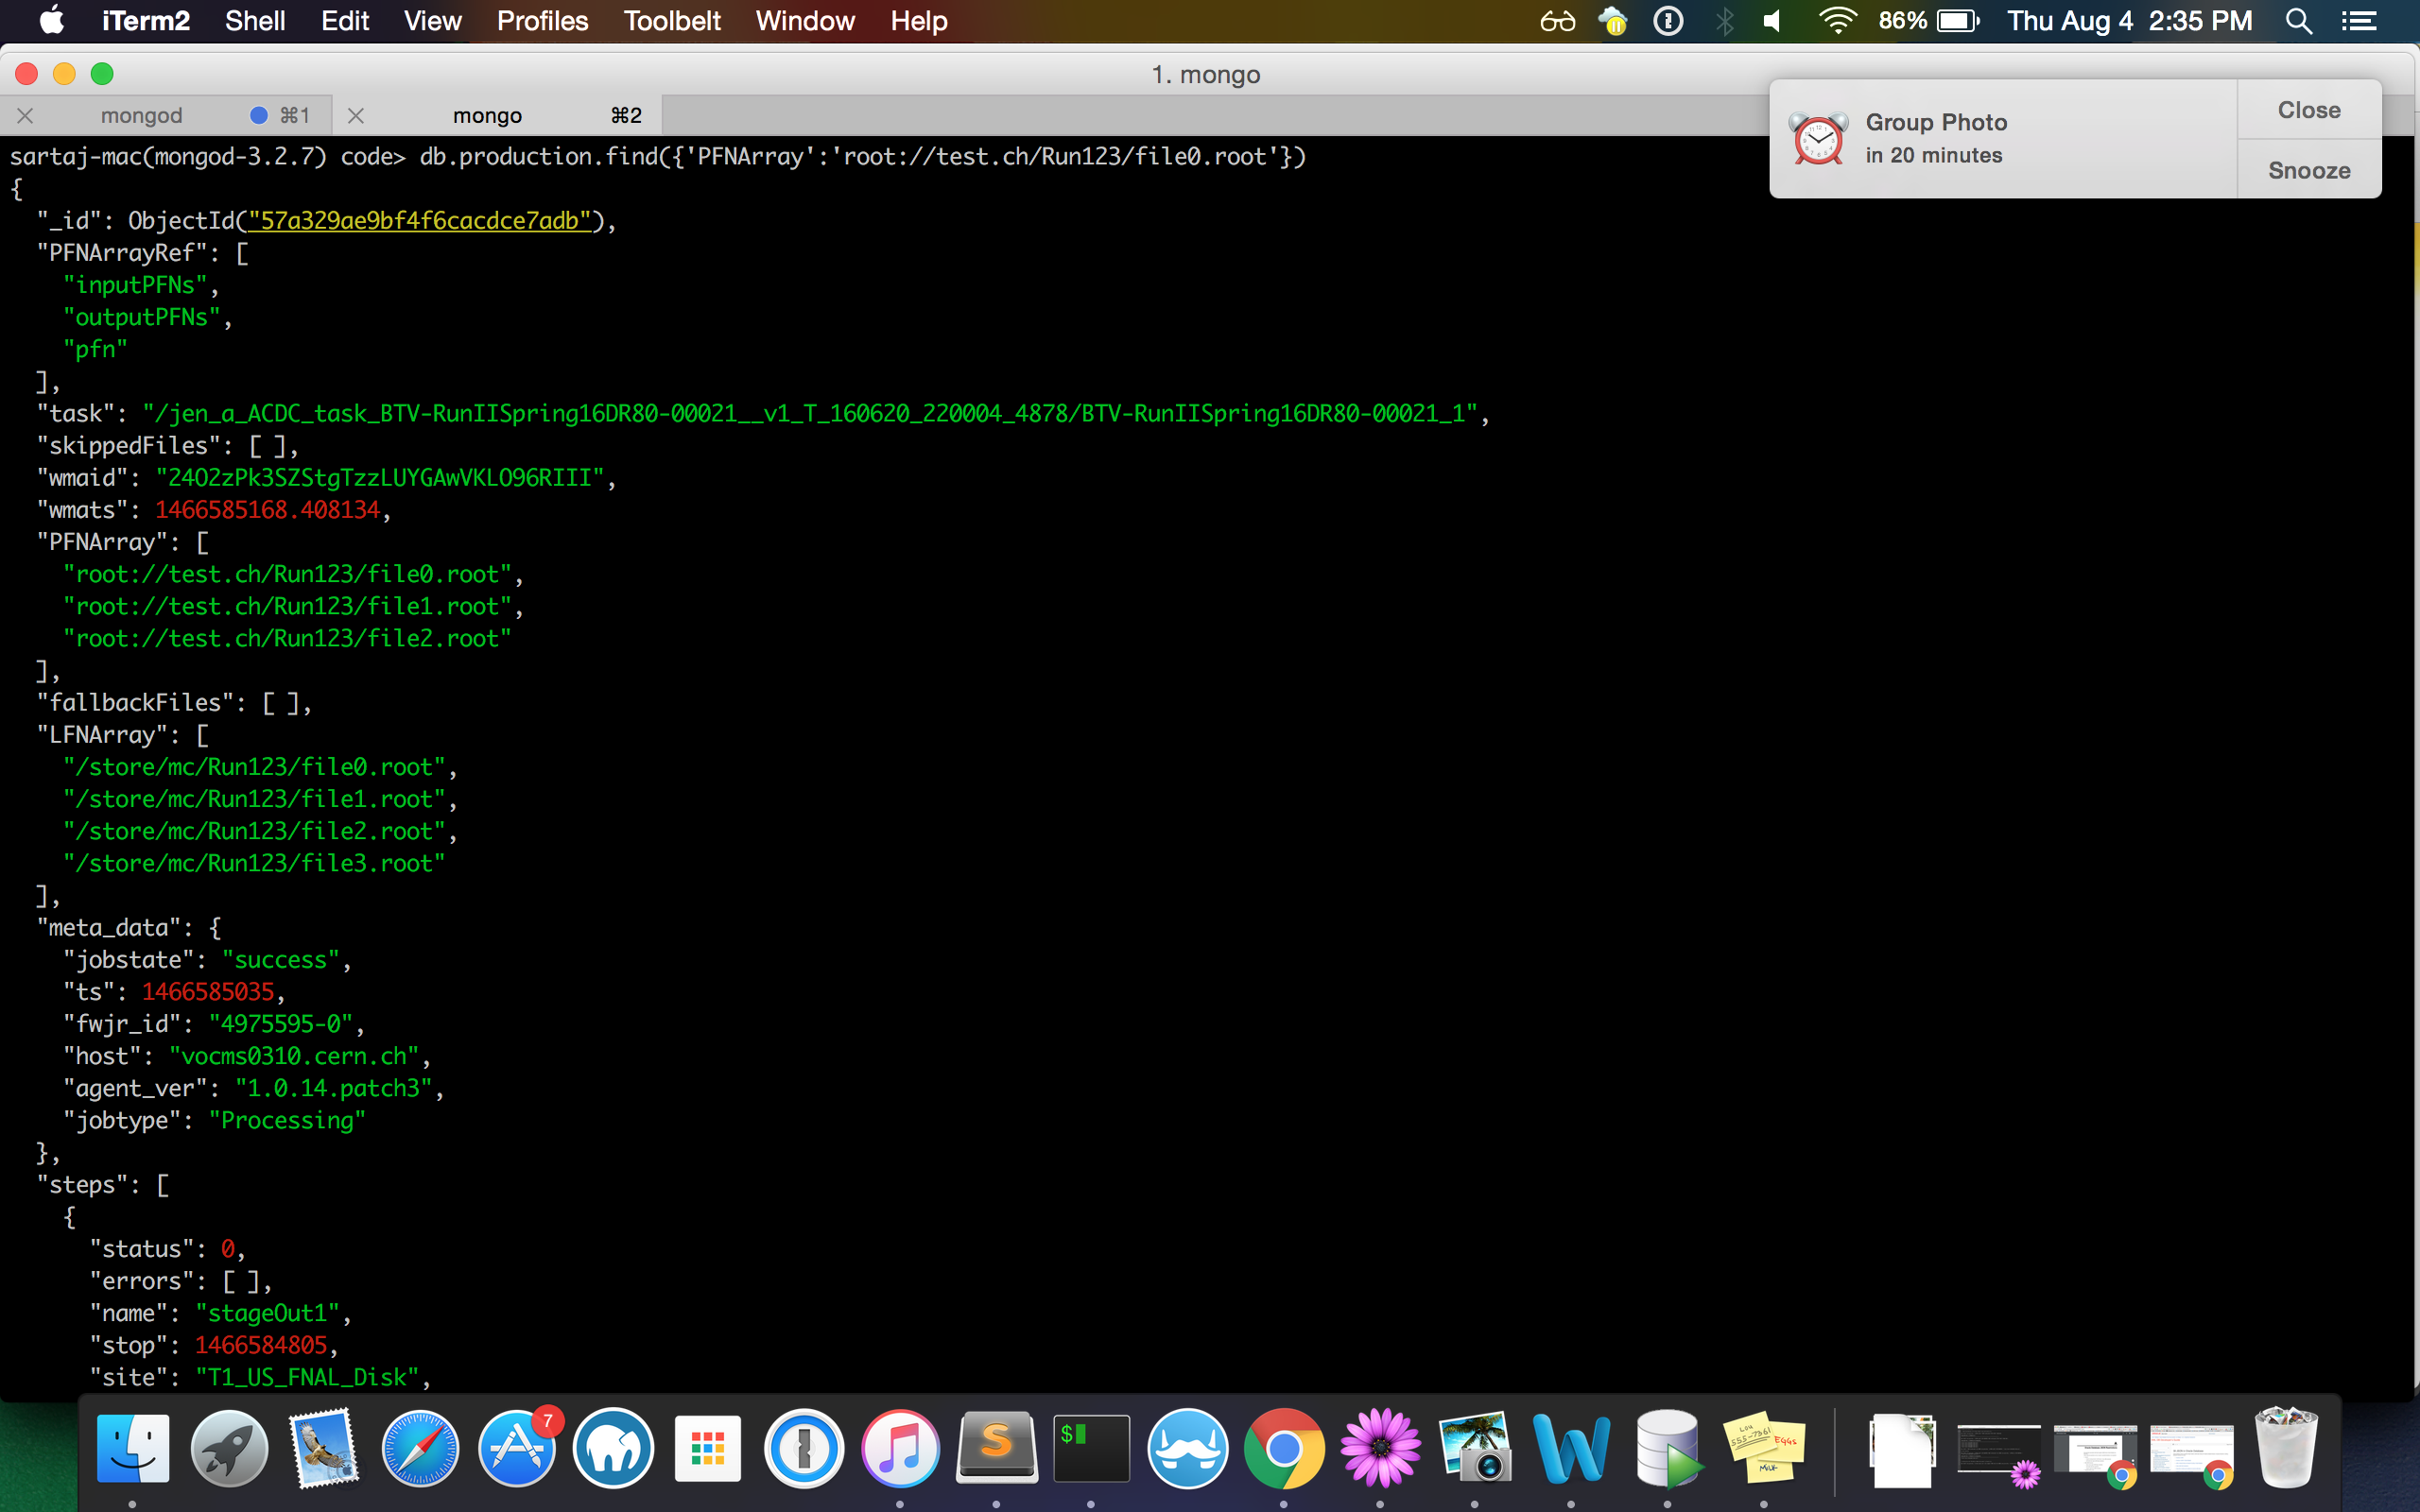 iTerm2 Shell Edit View Profiles Toolbelt Window Help 86% Thu Aug 4 2:35 PM
1. mongo
mongod ⌘1 mongo ⌘2
Group Photo
in 20 minutes
Close
Snooze
sartaj-mac(mongod-3.2.7) code> db.production.find({'PFNArray':'root://test.ch/Run123/file0.root'})
{
"_id": ObjectId("57a329ae9bf4f6cacdce7adb"),
"PFNArrayRef": [
"inputPFNs",
"outputPFNs",
"pfn"
],
"task": "/jen_a_ACDC_task_BTV-RunIISpring16DR80-00021__v1_T_160620_220004_4878/BTV-RunIISpring16DR80-00021_1",
"skippedFiles": [ ],
"wmaid": "24O2zPk3SZStgTzzLUYGAwVKLO96RIII",
"wmats": 1466585168.408134,
"PFNArray": [
"root://test.ch/Run123/file0.root",
"root://test.ch/Run123/file1.root",
"root://test.ch/Run123/file2.root"
],
"fallbackFiles": [ ],
"LFNArray": [
"/store/mc/Run123/file0.root",
"/store/mc/Run123/file1.root",
"/store/mc/Run123/file2.root",
"/store/mc/Run123/file3.root"
],
"meta_data": {
"jobstate": "success",
"ts": 1466585035,
"fwjr_id": "4975595-0",
"host": "vocms0310.cern.ch",
"agent_ver": "1.0.14.patch3",
"jobtype": "Processing"
},
"steps": [
{
"status": 0,
"errors": [ ],
"name": "stageOut1",
"stop": 1466584805,
"site": "T1_US_FNAL_Disk",
7
S
$
LOU
555-7361
EGGS
MILK